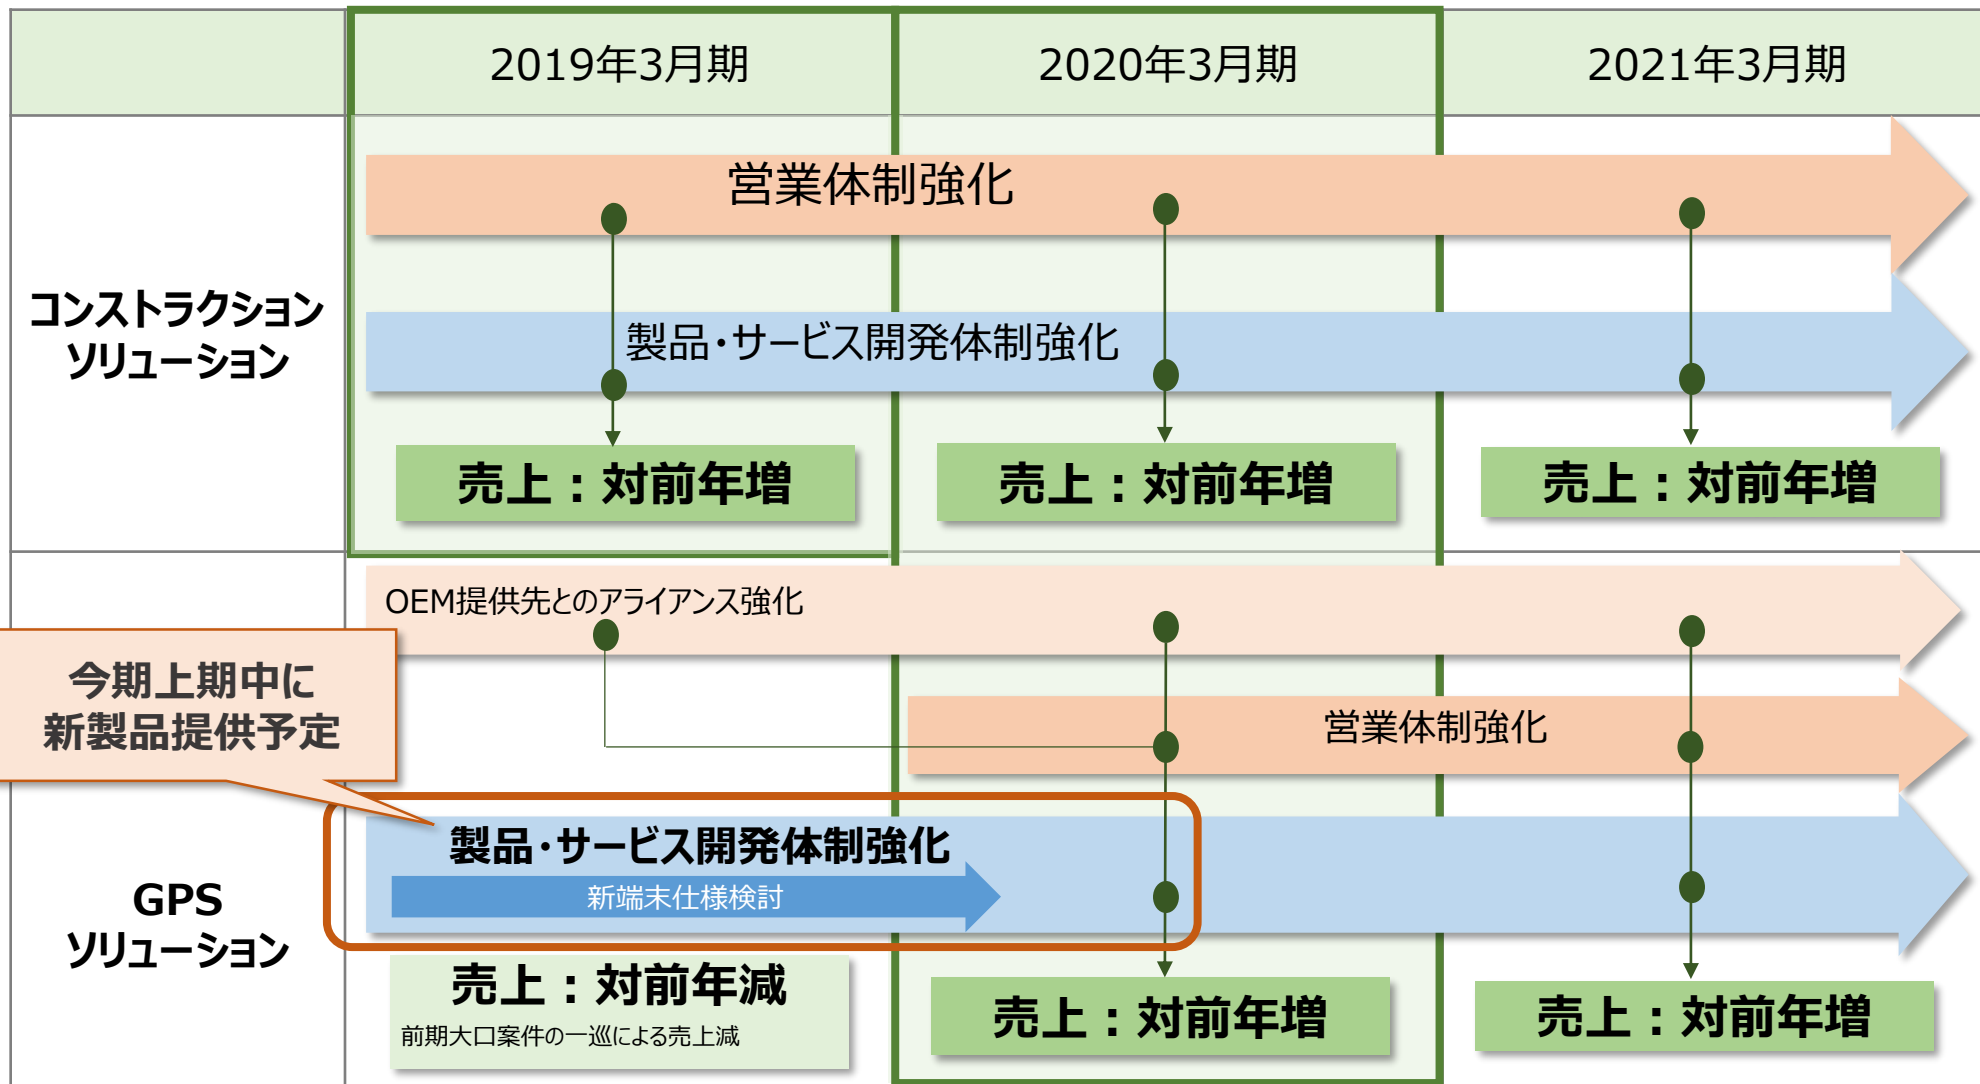 2019年3月期
2020年3月期
2021年3月期
コンストラクション
ソリューション
営業体制強化
製品・サービス開発体制強化
売上：対前年増
売上：対前年増
売上：対前年増
GPS
ソリューション
OEM提供先とのアライアンス強化
今期上期中に
新製品提供予定
営業体制強化
製品・サービス開発体制強化
新端末仕様検討
売上：対前年減
前期大口案件の一巡による売上減
売上：対前年増
売上：対前年増